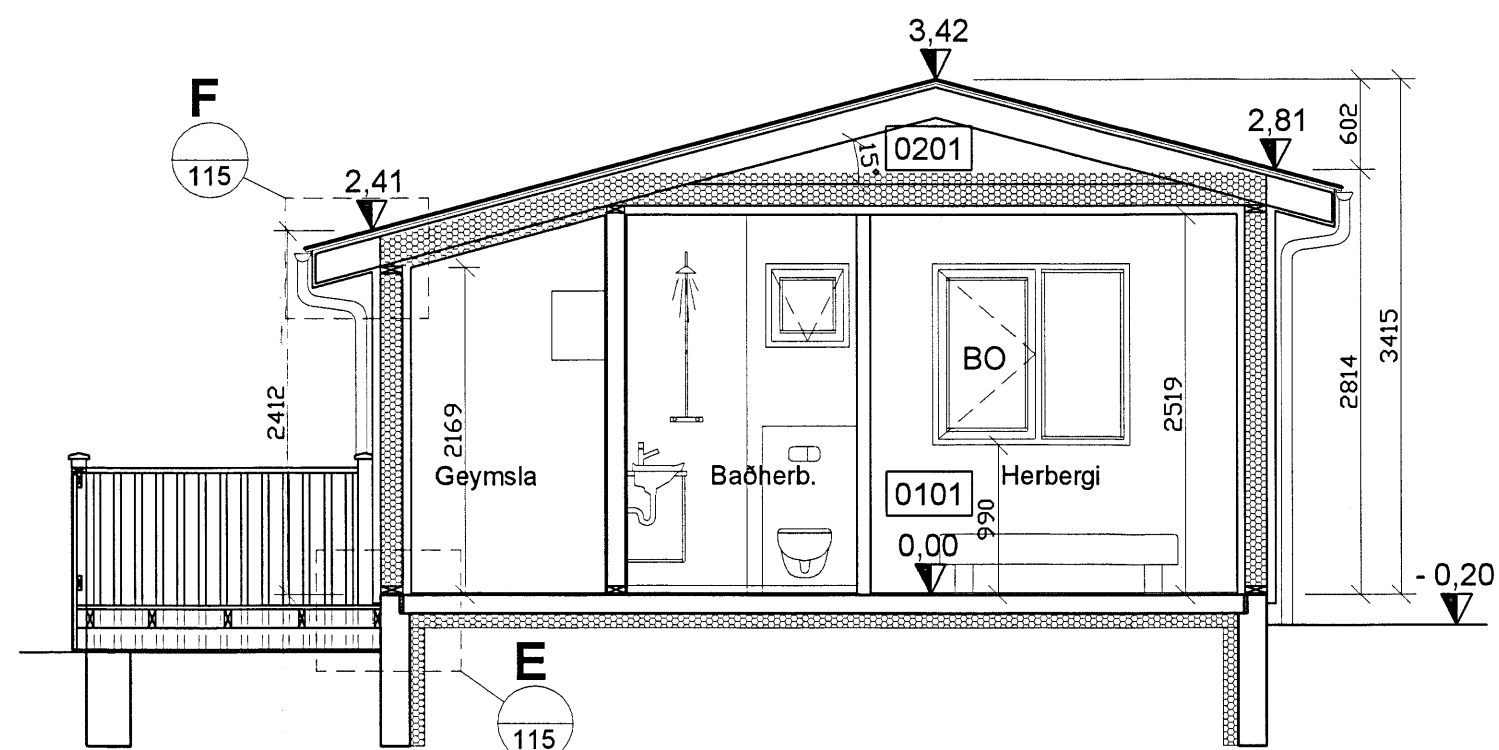 3,42
F
115
2,41
15°
0201
2,81
602
2412
2169
Geymsla
Baðherb.
BO
Herbergi
0101
990
0,00
2519
2814
3415
- 0,20
E
115